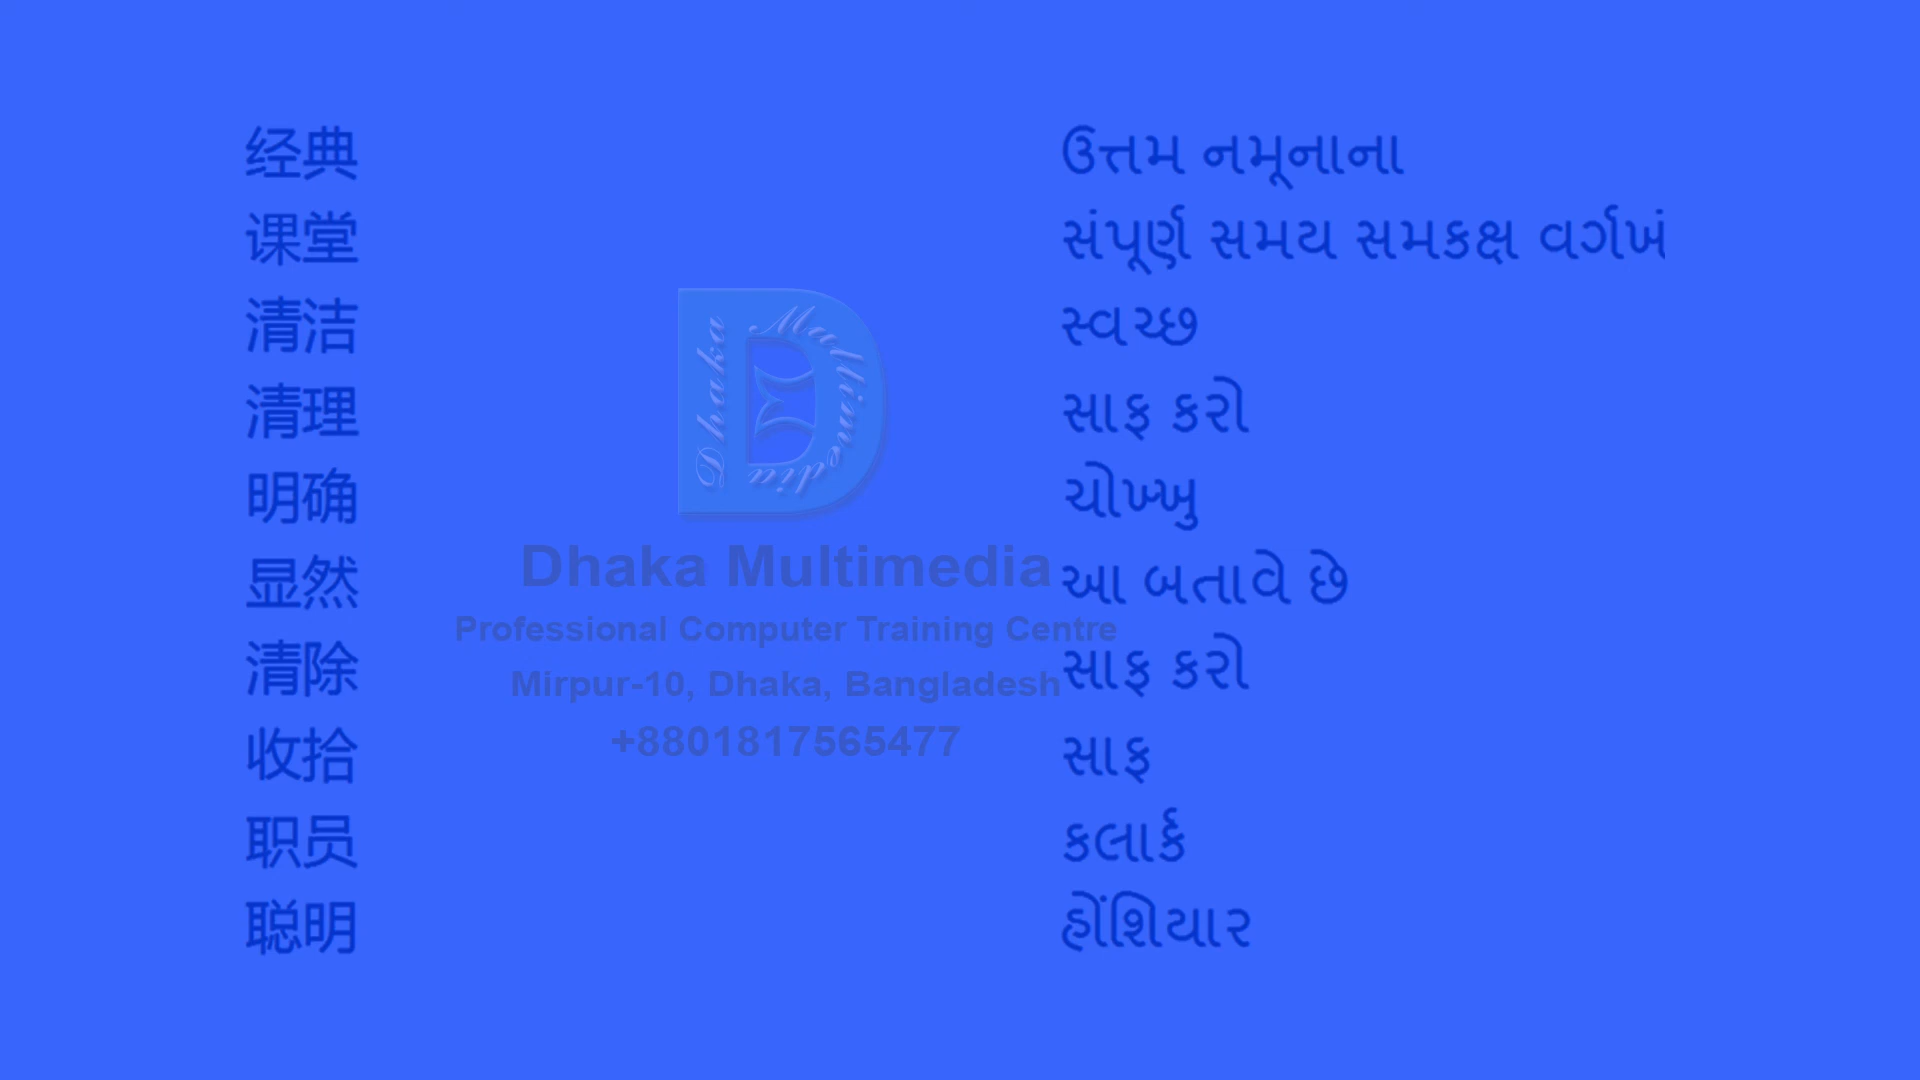 经典 ઉત્તમ નમૂનાના
课堂 સંપૂર્ણ સમય સમકક્ષ વર્ગખં
清洁 સ્વચ્છ
清理 સાફ કરો
明确 ચોખ્ખુ
显然 આ બતાવે છે
清除 સાફ કરો
收拾 સાફ
职员 કલાર્ક
聪明 હોંશિયાર
Dhaka Multimedia
Dhaka Multimedia
Professional Computer Training Centre
Mirpur-10, Dhaka, Bangladesh
+8801817565477